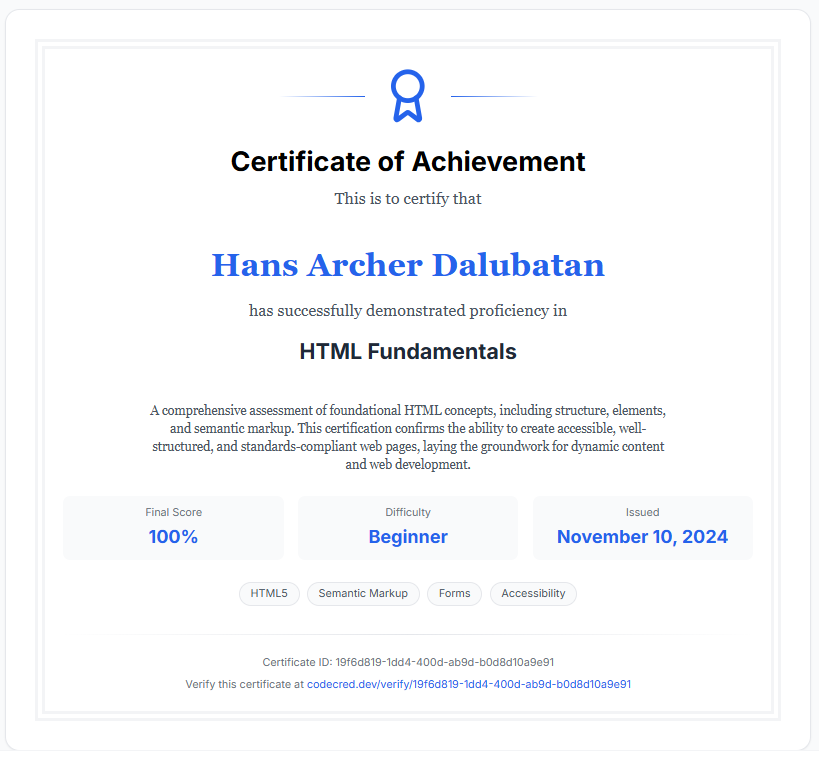 Certificate of Achievement
This is to certify that
Hans Archer Dalubatan
has successfully demonstrated proficiency in
HTML Fundamentals
A comprehensive assessment of foundational HTML concepts, including structure, elements,
and semantic markup. This certification confirms the ability to create accessible, well-
structured, and standards-compliant web pages, laying the groundwork for dynamic content
and web development.
Final Score
100%
Difficulty
Beginner
Issued
November 10, 2024
HTML5
Semantic Markup
Forms
Accessibility
Certificate ID: 19f6d819-1dd4-400d-ab9d-b0d8d10a9e91
Verify this certificate at codecred.dev/verify/19f6d819-1dd4-400d-ab9d-b0d8d10a9e91